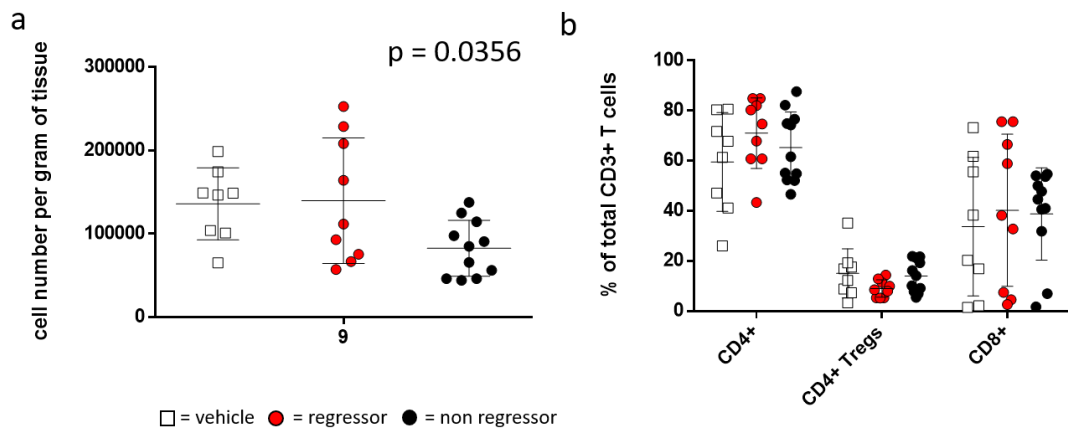 a
p = 0.0356
cell number per gram of tissue
300000
200000
100000
0
9
b
% of total CD3+ T cells
100
80
60
40
20
0
CD4+
CD4+ Tregs
CD8+
= vehicle = regressor = non regressor